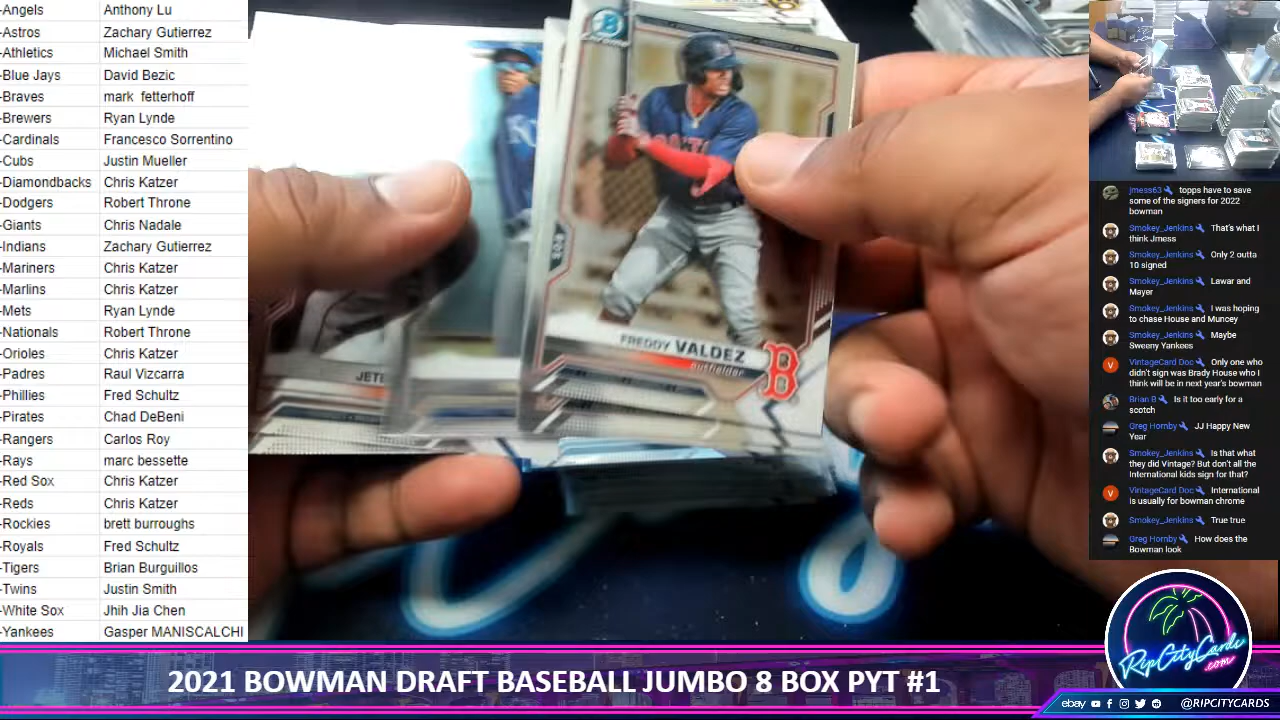 -Angels Anthony Lu
-Astros Zachary Gutierrez
-Athletics Michael Smith
-Blue Jays David Bezic
-Braves mark fetterhoff
-Brewers Ryan Lynde
-Cardinals Francesco Sorrentino
-Cubs Justin Mueller
-Diamondbacks Chris Katzer
-Dodgers Robert Throne
-Giants Chris Nadale
-Indians Zachary Gutierrez
-Mariners Chris Katzer
-Marlins Chris Katzer
-Mets Ryan Lynde
-Nationals Robert Throne
-Orioles Chris Katzer
-Padres Raul Vizcarra
-Phillies Fred Schultz
-Pirates Chad DeBeni
-Rangers Carlos Roy
-Rays marc bessette
-Red Sox Chris Katzer
-Reds Chris Katzer
-Rockies brett burroughs
-Royals Fred Schultz
-Tigers Brian Burguillos
-Twins Justin Smith
-White Sox Jhih Jia Chen
-Yankees Gasper MANISCALCHI
FREDDY VALDEZ
outfielder
B
JETE
jmess63 topps have to save
some of the signers for 2022
bowman
Smokey_Jenkins That's what I
think Jmess
Smokey_Jenkins Only 2 outta
10 signed
Smokey_Jenkins Lawar and
Mayer
Smokey_Jenkins I was hoping
to chase House and Muncey
Smokey_Jenkins Maybe
Sweeny Yankees
V VintageCard Doc Only one who
didn't sign was Brady House who I
think will be in next year's bowman
Brian B Is it too early for a
scotch
Greg Hornby JJ Happy New
Year
Smokey_Jenkins Is that what
they did Vintage? But don't all the
International kids sign for that?
V VintageCard Doc International
is usually for bowman chrome
Smokey_Jenkins True true
Greg Hornby How does the
Bowman look
RipCityCards
.com
2021 BOWMAN DRAFT BASEBALL JUMBO 8 BOX PYT #1
ebay @RIPCITYCARDS